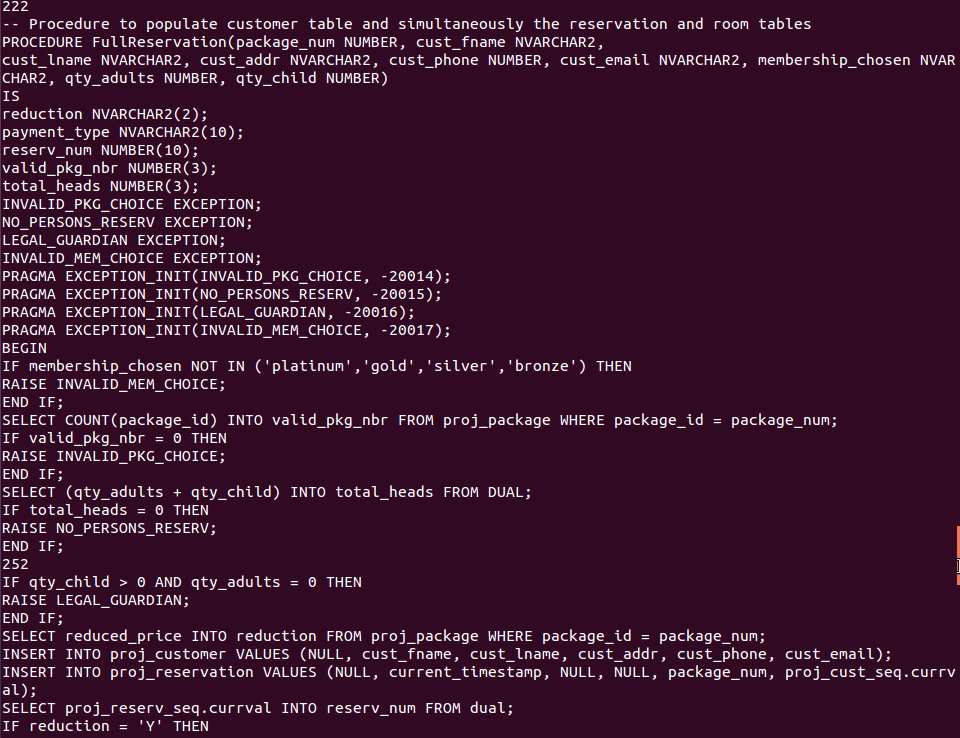 222
-- Procedure to populate customer table and simultaneously the reservation and room tables
PROCEDURE FullReservation(package_num NUMBER, cust_fname NVARCHAR2,
cust_lname NVARCHAR2, cust_addr NVARCHAR2, cust_phone NUMBER, cust_email NVARCHAR2, membership_chosen NVAR
CHAR2, qty_adults NUMBER, qty_child NUMBER)
IS
reduction NVARCHAR2(2);
payment_type NVARCHAR2(10);
reserv_num NUMBER(10);
valid_pkg_nbr NUMBER(3);
total_heads NUMBER(3);
INVALID_PKG_CHOICE EXCEPTION;
NO_PERSONS_RESERV EXCEPTION;
LEGAL_GUARDIAN EXCEPTION;
INVALID_MEM_CHOICE EXCEPTION;
PRAGMA EXCEPTION_INIT(INVALID_PKG_CHOICE, -20014);
PRAGMA EXCEPTION_INIT(NO_PERSONS_RESERV, -20015);
PRAGMA EXCEPTION_INIT(LEGAL_GUARDIAN, -20016);
PRAGMA EXCEPTION_INIT(INVALID_MEM_CHOICE, -20017);
BEGIN
IF membership_chosen NOT IN ('platinum','gold','silver','bronze') THEN
RAISE INVALID_MEM_CHOICE;
END IF;
SELECT COUNT(package_id) INTO valid_pkg_nbr FROM proj_package WHERE package_id = package_num;
IF valid_pkg_nbr = 0 THEN
RAISE INVALID_PKG_CHOICE;
END IF;
SELECT (qty_adults + qty_child) INTO total_heads FROM DUAL;
IF total_heads = 0 THEN
RAISE NO_PERSONS_RESERV;
END IF;
252
IF qty_child > 0 AND qty_adults = 0 THEN
RAISE LEGAL_GUARDIAN;
END IF;
SELECT reduced_price INTO reduction FROM proj_package WHERE package_id = package_num;
INSERT INTO proj_customer VALUES (NULL, cust_fname, cust_lname, cust_addr, cust_phone, cust_email);
INSERT INTO proj_reservation VALUES (NULL, current_timestamp, NULL, NULL, package_num, proj_cust_seq.currv
al);
SELECT proj_reserv_seq.currval INTO reserv_num FROM dual;
IF reduction = 'Y' THEN